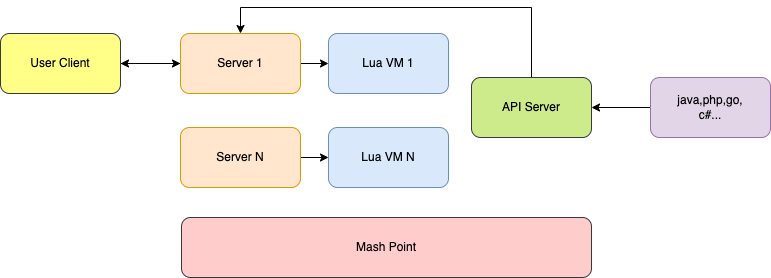 User Client
Server 1
Lua VM 1
API Server
java,php,go,
c#...
Server N
Lua VM N
Mash Point